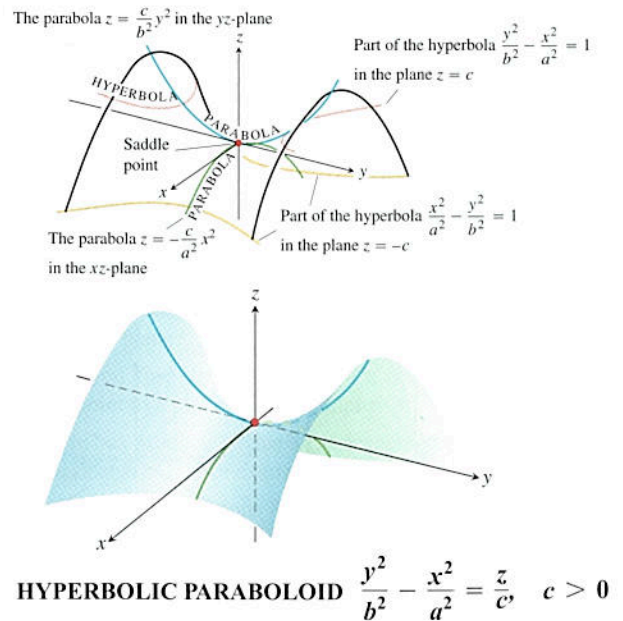 The parabola z = c/b² y² in the yz-plane
z
Part of the hyperbola y²/b² − x²/a² = 1
in the plane z = c
HYPERBOLA
PARABOLA
Saddle
point
y
x
PARABOLA
Part of the hyperbola x²/a² − y²/b² = 1
in the plane z = −c
The parabola z = −c/a² x²
in the xz-plane
z
y
x
HYPERBOLIC PARABOLOID y²/b² − x²/a² = z/c, c > 0